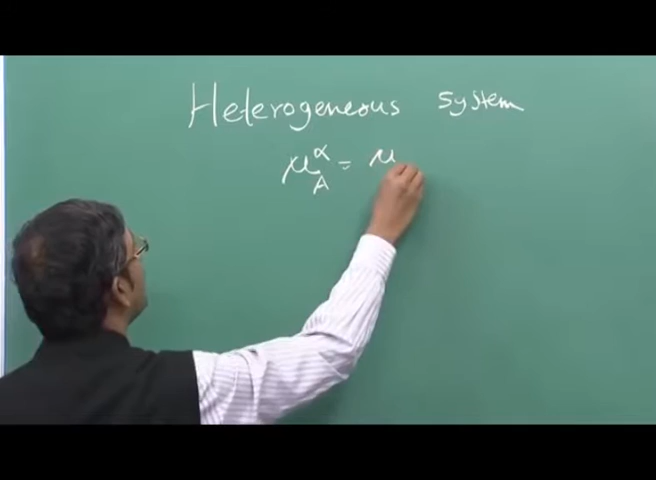 Heterogeneous system
μ^α_A = μ